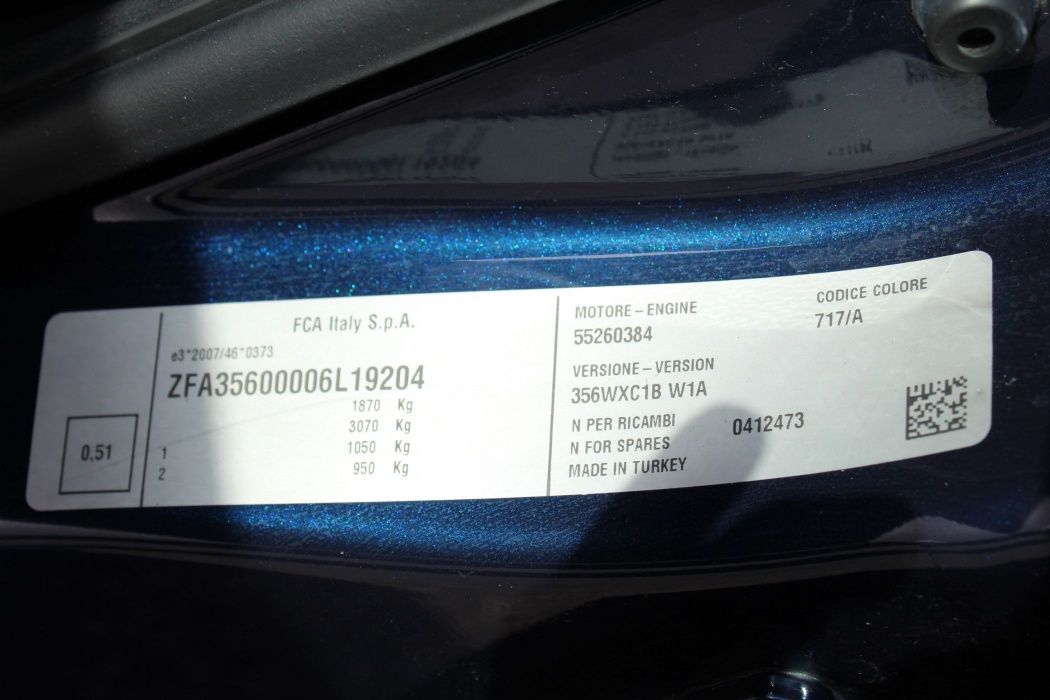 FCA Italy S.p.A.
e3*2007/46*0373
ZFA35600006L19204
1870 Kg
3070 Kg
1 1050 Kg
2 950 Kg
0,51
MOTORE – ENGINE
55260384
CODICE COLORE
717/A
VERSIONE – VERSION
356WXC1B W1A
N PER RICAMBI
N FOR SPARES
0412473
MADE IN TURKEY